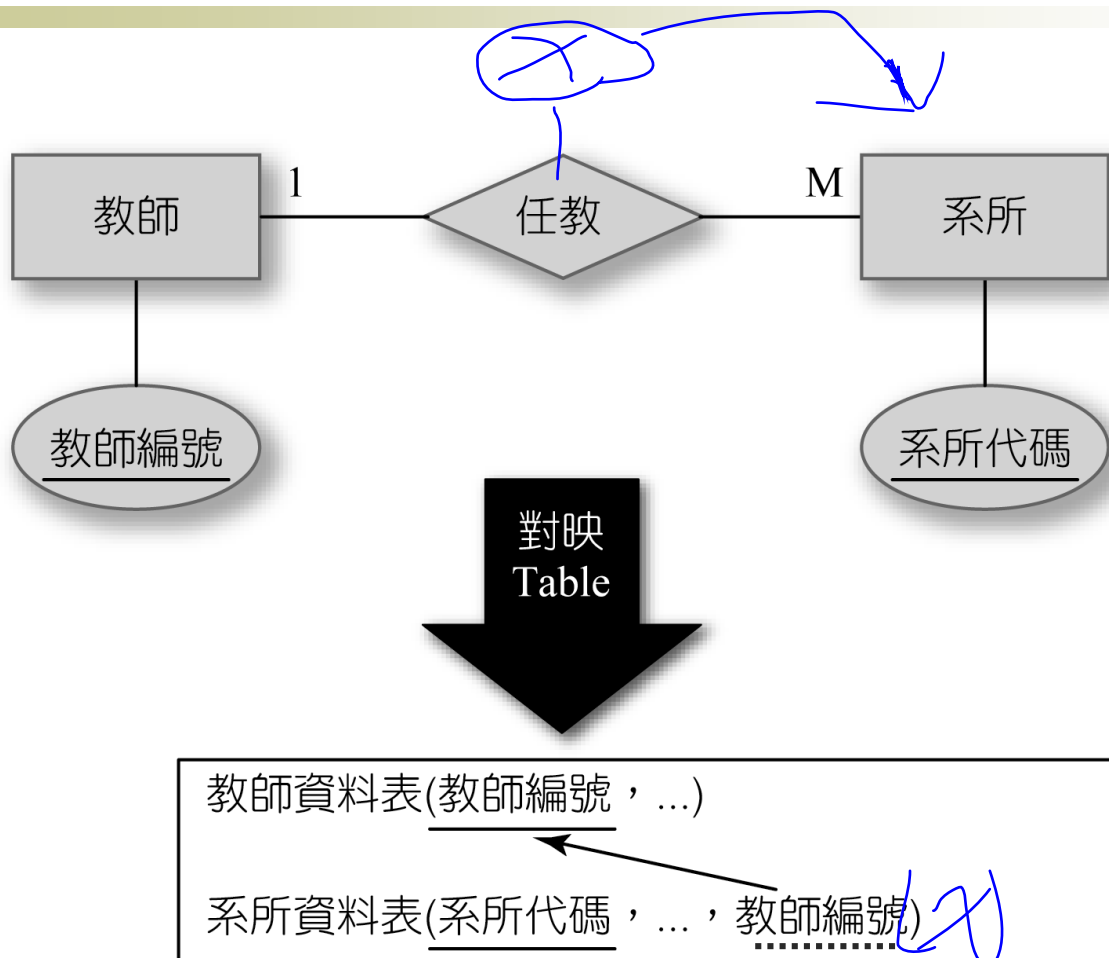 1
M
教師
任教
系所
教師編號
系所代碼
對映
Table
教師資料表(教師編號，...)
系所資料表(系所代碼，...，教師編號)